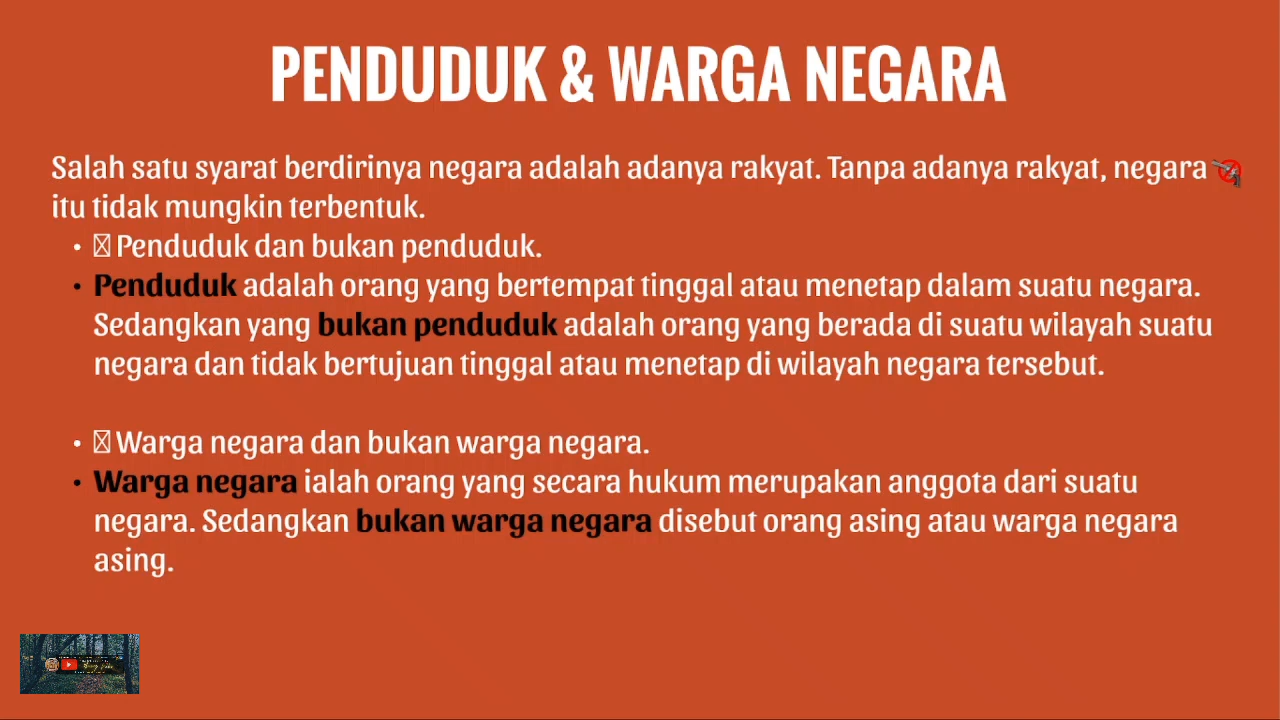 PENDUDUK & WARGA NEGARA
Salah satu syarat berdirinya negara adalah adanya rakyat. Tanpa adanya rakyat, negara
itu tidak mungkin terbentuk.
• Penduduk dan bukan penduduk.
• Penduduk adalah orang yang bertempat tinggal atau menetap dalam suatu negara.
Sedangkan yang bukan penduduk adalah orang yang berada di suatu wilayah suatu
negara dan tidak bertujuan tinggal atau menetap di wilayah negara tersebut.
• Warga negara dan bukan warga negara.
• Warga negara ialah orang yang secara hukum merupakan anggota dari suatu
negara. Sedangkan bukan warga negara disebut orang asing atau warga negara
asing.